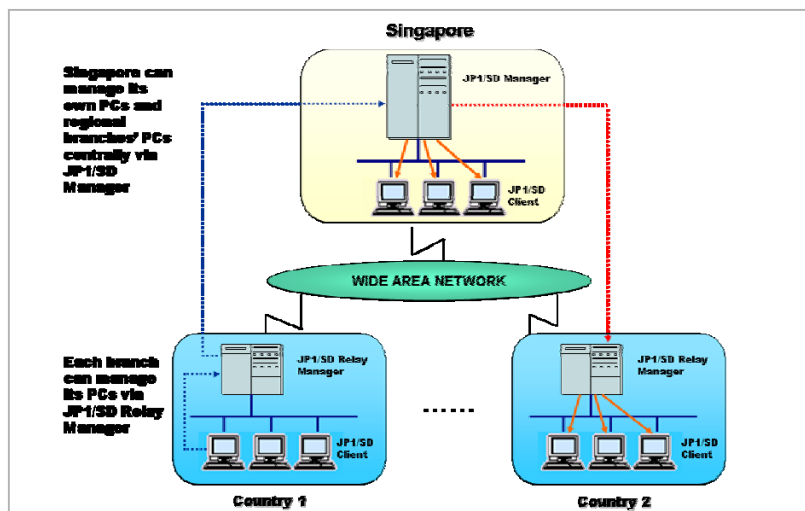 Singapore
JP1/SD Manager
Singapore can
manage its
own PCs and
regional
branches' PCs
centrally via
JP1/SD
Manager
JP1/SD
Client
WIDE AREA NETWORK
Each branch
can manage
its PCs via
JP1/SD Relay
Manager
JP1/SD Relay
Manager
JP1/SD
Client
Country 1
......
JP1/SD Relay
Manager
JP1/SD
Client
Country 2